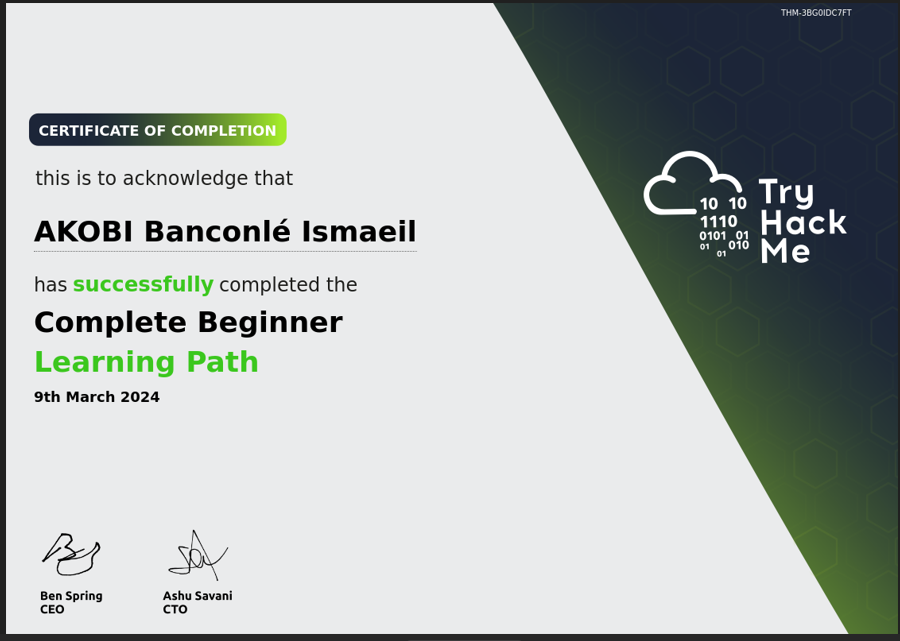 THM-3BG0IDC7FT
CERTIFICATE OF COMPLETION
this is to acknowledge that
AKOBI Banconlé Ismaeil
has successfully completed the
Complete Beginner
Learning Path
9th March 2024
10 10
1110
0101 01
01 010
01
Try
Hack
Me
Ben Spring
CEO
Ashu Savani
CTO